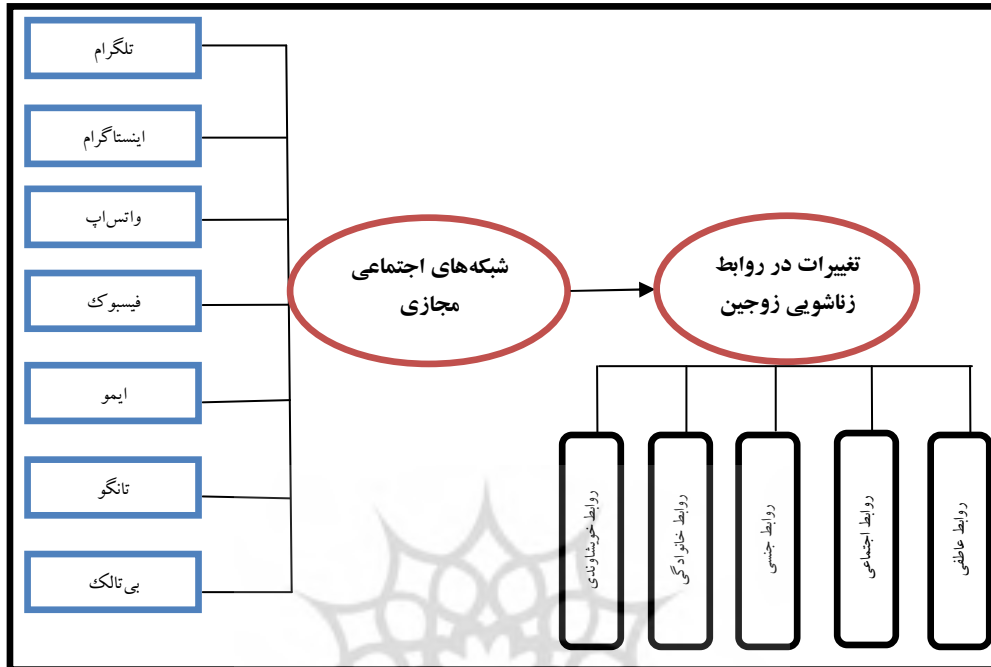 تلگرام
اینستاگرام
واتس‌اپ
فیسبوک
ایمو
تانگو
بی‌تالک
شبکه‌های اجتماعی
مجازی
تغییرات در روابط
زناشویی زوجین
روابط عاطفی
روابط اجتماعی
روابط جنسی
روابط خانوادگی
روابط خویشاوندی